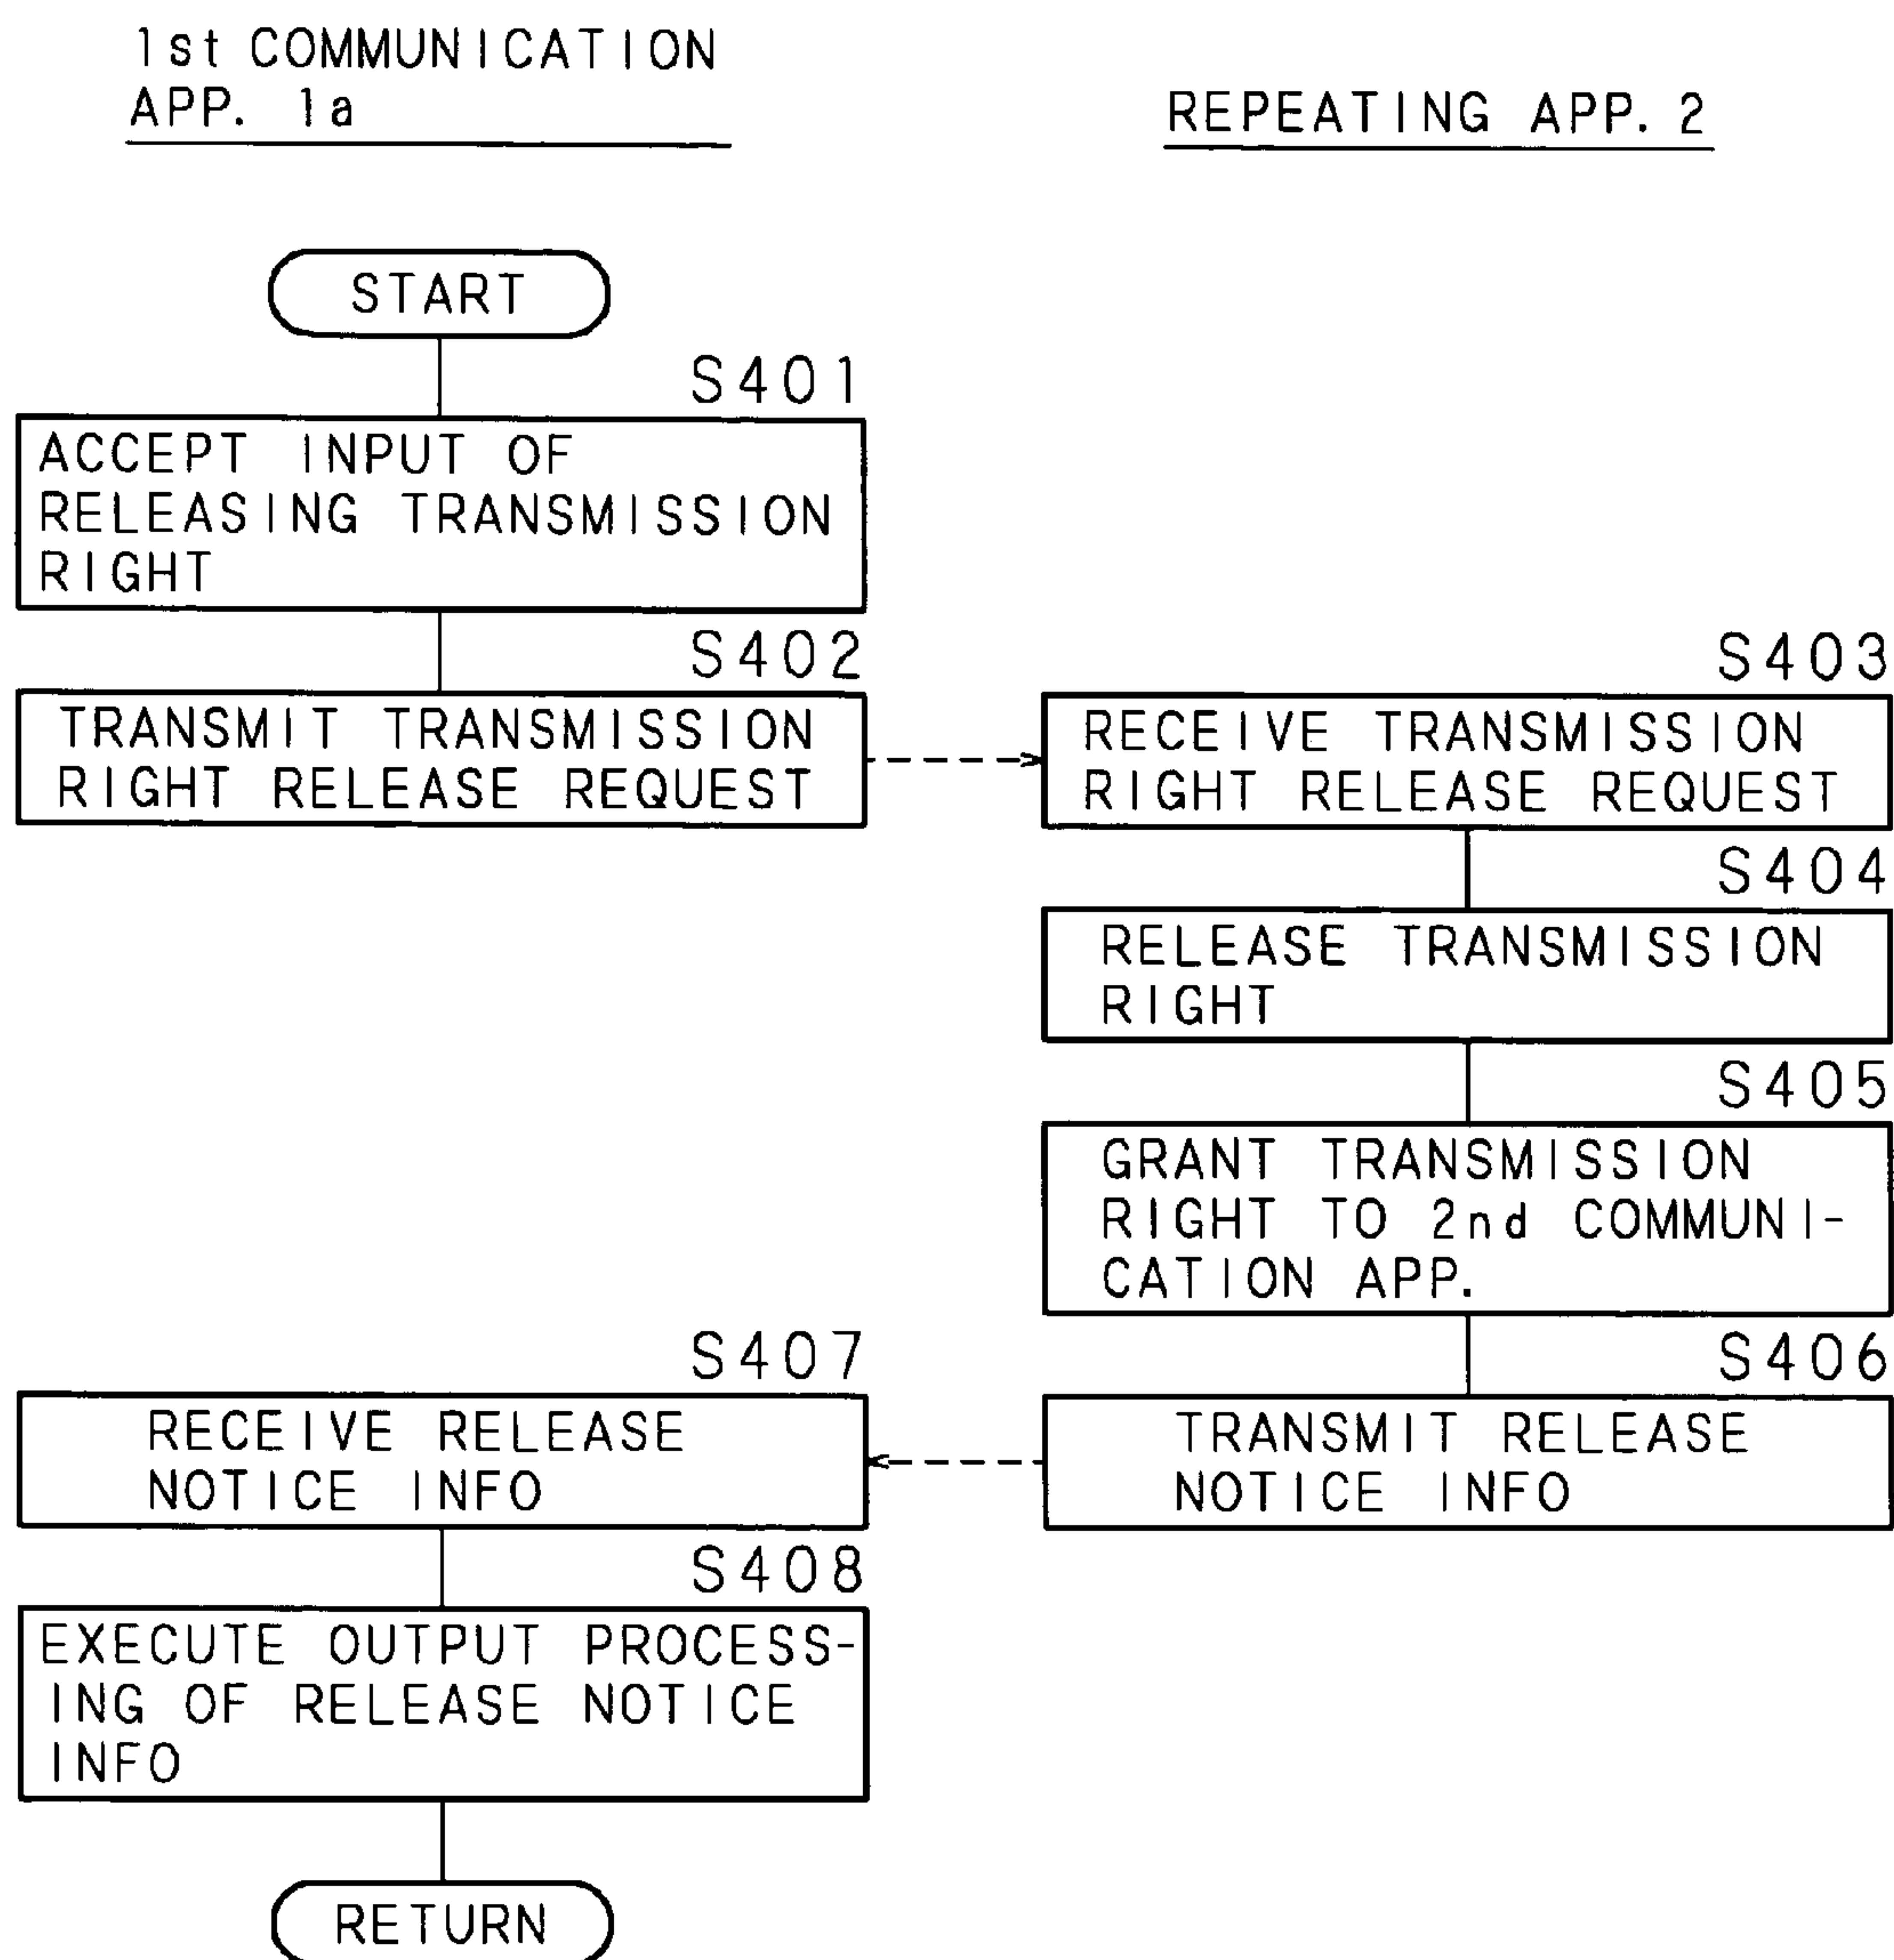 1st COMMUNICATION
APP. 1a
REPEATING APP. 2
START
S401
ACCEPT INPUT OF
RELEASING TRANSMISSION
RIGHT
S402
TRANSMIT TRANSMISSION
RIGHT RELEASE REQUEST
S403
RECEIVE TRANSMISSION
RIGHT RELEASE REQUEST
S404
RELEASE TRANSMISSION
RIGHT
S405
GRANT TRANSMISSION
RIGHT TO 2nd COMMUNI-
CATION APP.
S406
TRANSMIT RELEASE
NOTICE INFO
S407
RECEIVE RELEASE
NOTICE INFO
S408
EXECUTE OUTPUT PROCESS-
ING OF RELEASE NOTICE
INFO
RETURN